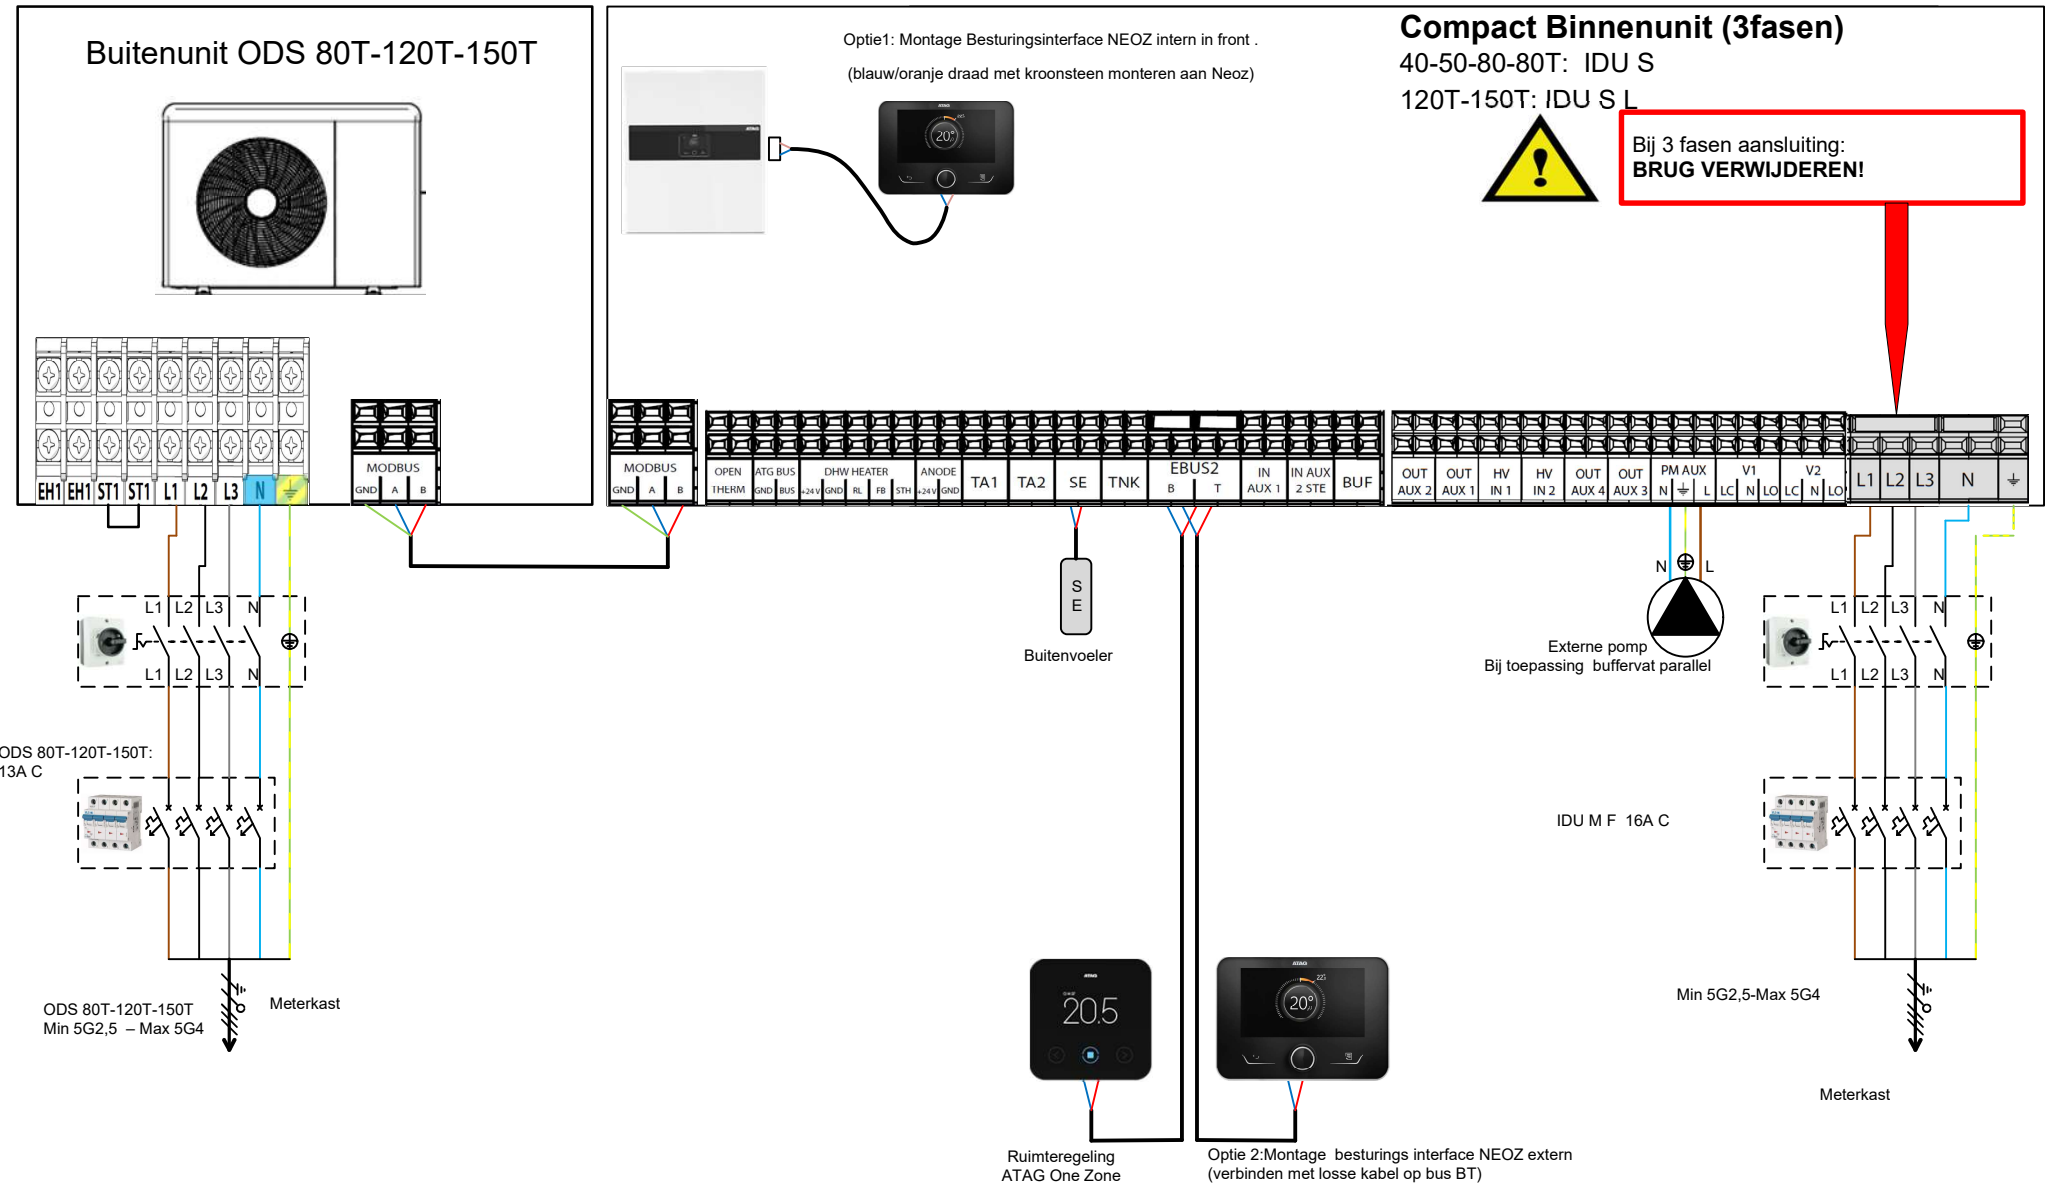 Buitenunit ODS 80T-120T-150T
Optie1: Montage Besturingsinterface NEOZ intern in front .
(blauw/oranje draad met kroonsteen monteren aan Neoz)
Compact Binnenunit (3fasen)
40-50-80-80T: IDU S
120T-150T: IDU S L
Bij 3 fasen aansluiting:
BRUG VERWIJDEREN!
ATAG
ATAG
20°
EH1 EH1 ST1 ST1 L1 L2 L3 N
MODBUS
GND A B
MODBUS
GND A B
OPEN THERM
ATG BUS
GND BUS
DHW HEATER
+24V GND RL FB STH
ANODE
+24V GND
TA1
TA2
SE
TNK
EBUS2
B T
IN AUX 1
IN AUX 2 STE
BUF
OUT AUX 2
OUT AUX 1
HV IN 1
HV IN 2
OUT AUX 4
OUT AUX 3
PM AUX
N L
V1
LC N LO
V2
LC N LO
L1 L2 L3 N
L1 L2 L3 N
L1 L2 L3 N
S
E
Buitenvoeler
N L
Externe pomp
Bij toepassing buffervat parallel
L1 L2 L3 N
L1 L2 L3 N
ODS 80T-120T-150T:
13A C
IDU M F 16A C
ODS 80T-120T-150T
Min 5G2,5 – Max 5G4
Meterkast
ATAG
20.5
ATAG
20°
Min 5G2,5-Max 5G4
Meterkast
Ruimteregeling
ATAG One Zone
Optie 2:Montage besturings interface NEOZ extern
(verbinden met losse kabel op bus BT)